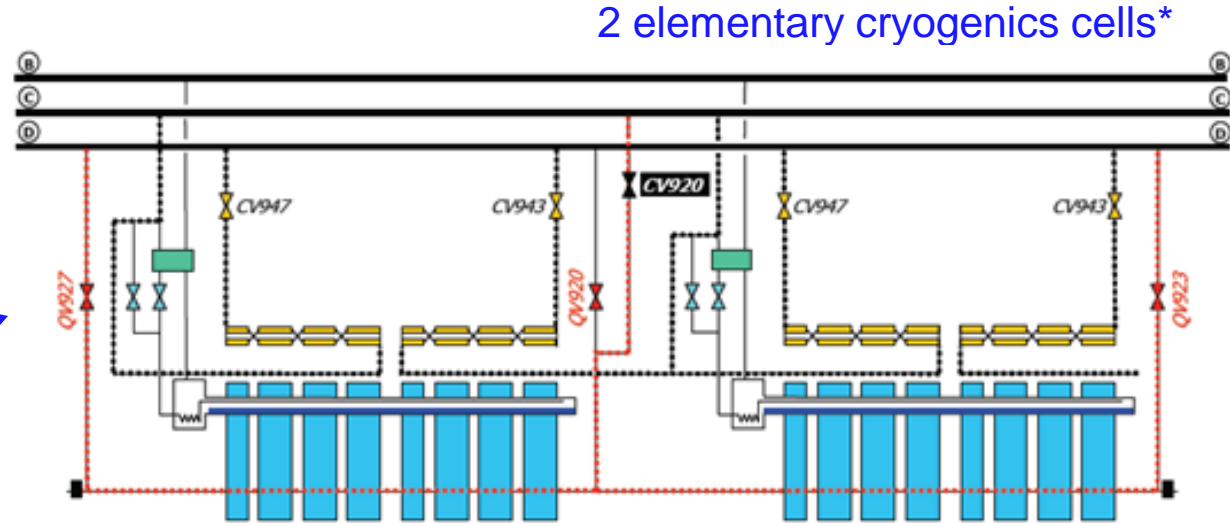 2 elementary cryogenics cells*
B B
C C
D D
CV920
CV947 CV943 CV947 CV943
QV927 QV920 QV923